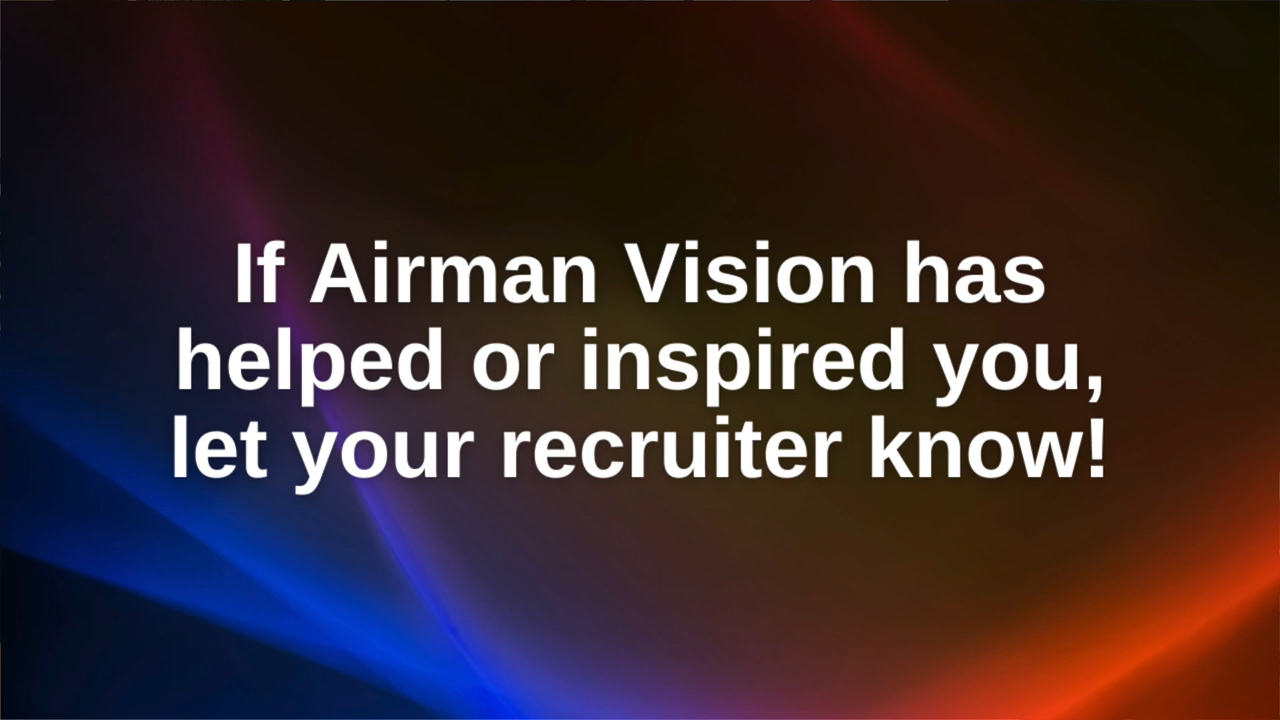 If Airman Vision has
helped or inspired you,
let your recruiter know!